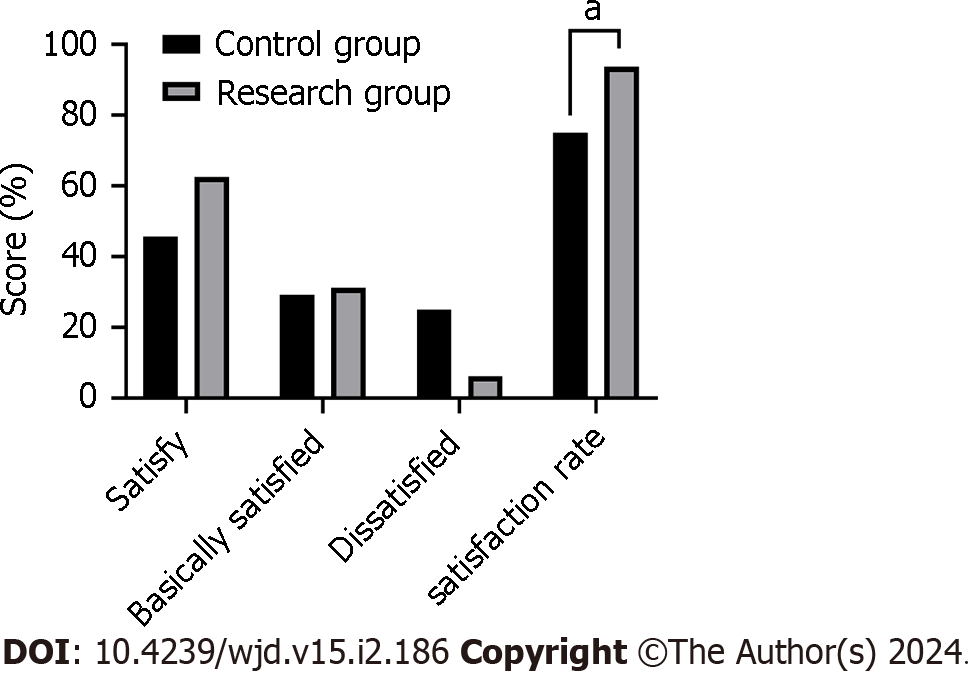 a
100
80
60
40
20
0
Score (%)
Control group
Research group
Satisfy
Basically satisfied
Dissatisfied
satisfaction rate
DOI: 10.4239/wjd.v15.i2.186 Copyright ©The Author(s) 2024.